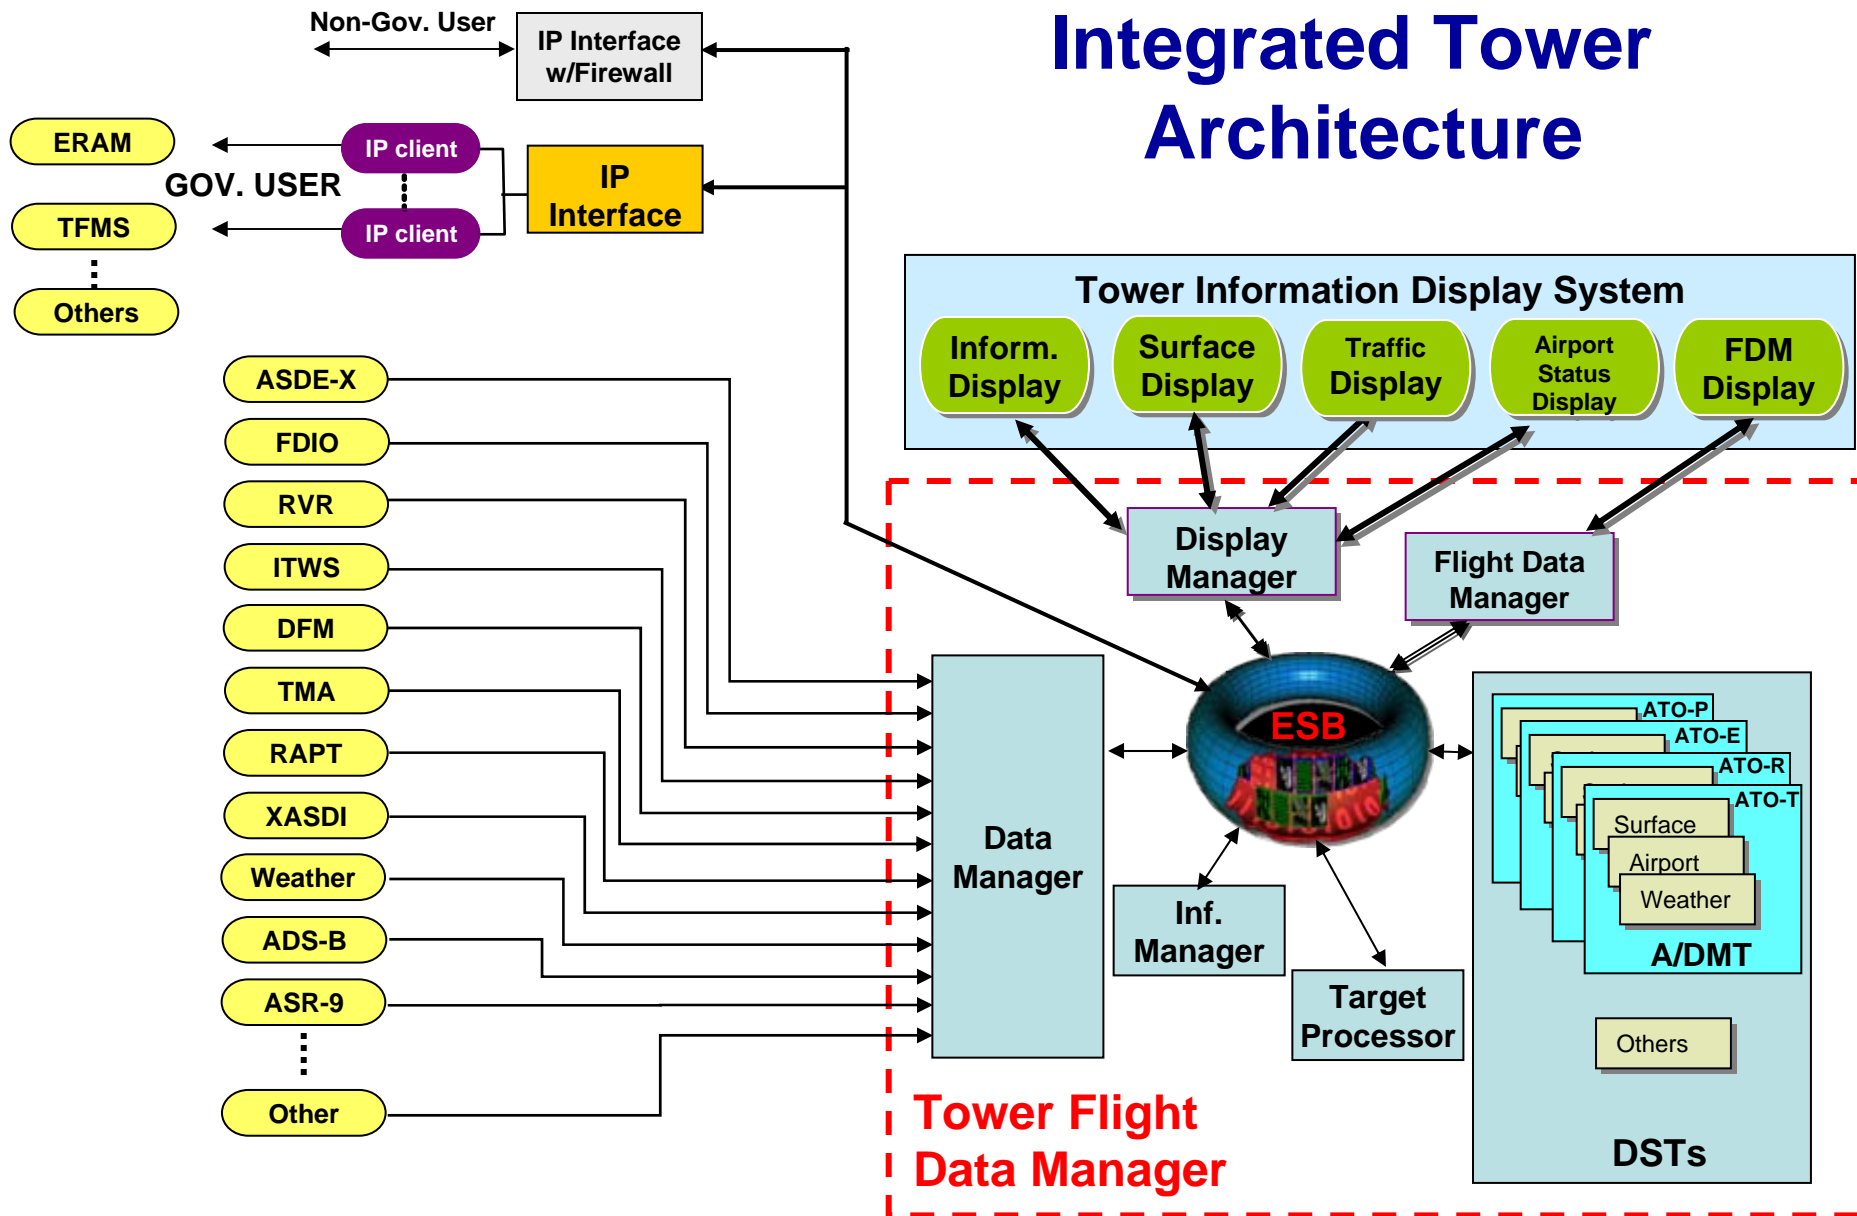 Integrated Tower
Architecture
Non-Gov. User
IP Interface
w/Firewall
ERAM
IP client
GOV. USER
IP
Interface
TFMS
IP client
Others
Tower Information Display System
Inform.
Display
Surface
Display
Traffic
Display
Airport
Status
Display
FDM
Display
ASDE-X
FDIO
RVR
ITWS
DFM
TMA
RAPT
XASDI
Weather
ADS-B
ASR-9
Other
Display
Manager
Flight Data
Manager
Data
Manager
ESB
Inf.
Manager
Target
Processor
ATO-P
ATO-E
ATO-R
ATO-T
Surface
Airport
Weather
A/DMT
Others
DSTs
Tower Flight
Data Manager